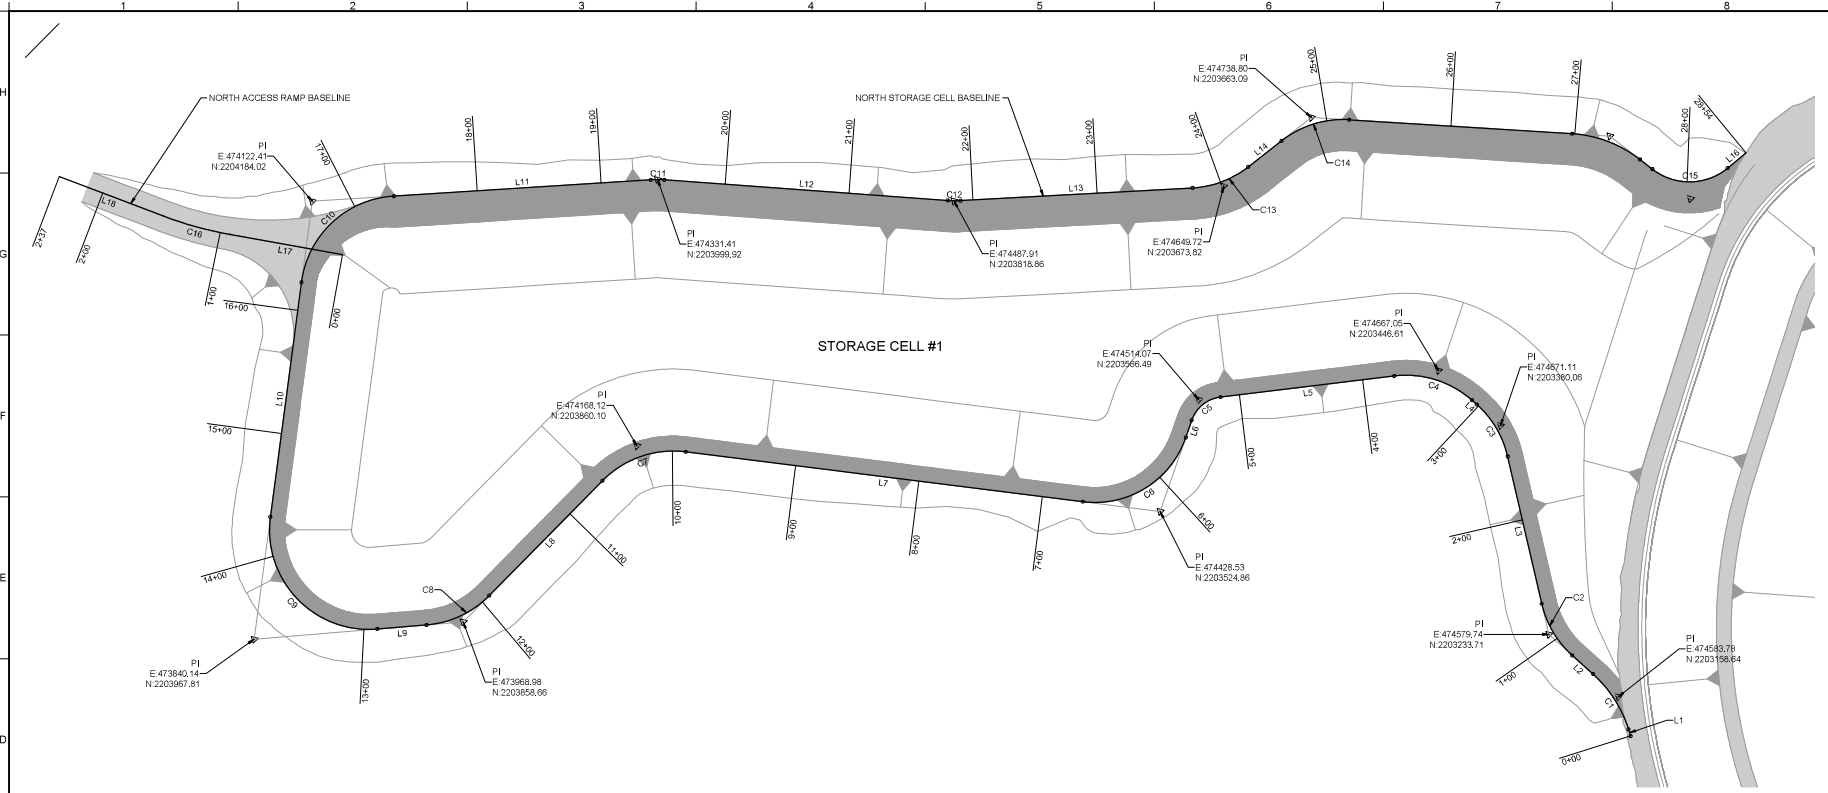 1
2
3
4
5
6
7
8
H
G
F
E
D
NORTH ACCESS RAMP BASELINE
NORTH STORAGE CELL BASELINE
STORAGE CELL #1
PI
E:474122.41
N:2204184.02
PI
E:474331.41
N:2203999.92
PI
E:474487.91
N:2203818.86
PI
E:474649.72
N:2203673.82
PI
E:474738.80
N:2203663.09
PI
E:474514.07
N:2203566.49
PI
E:474667.05
N:2203446.61
PI
E:474671.11
N:2203380.06
PI
E:474168.12
N:2203860.10
PI
E:474428.53
N:2203524.86
PI
E:474579.74
N:2203233.71
PI
E:474583.78
N:2203158.64
PI
E:473840.14
N:2203967.81
PI
E:473968.98
N:2203858.66
2+37
2+00
1+00
0+00
L18
C16
L17
17+00
18+00
19+00
20+00
21+00
22+00
23+00
24+00
25+00
26+00
27+00
28+00
28+54
C10
L11
C11
L12
C12
L13
C13
L14
C14
C15
L16
16+00
15+00
14+00
13+00
12+00
11+00
10+00
9+00
8+00
7+00
6+00
5+00
4+00
3+00
2+00
1+00
0+00
L10
C9
L9
C8
L8
C7
L7
C6
L6
C5
L5
C4
L4
C3
L3
C2
L2
C1
L1